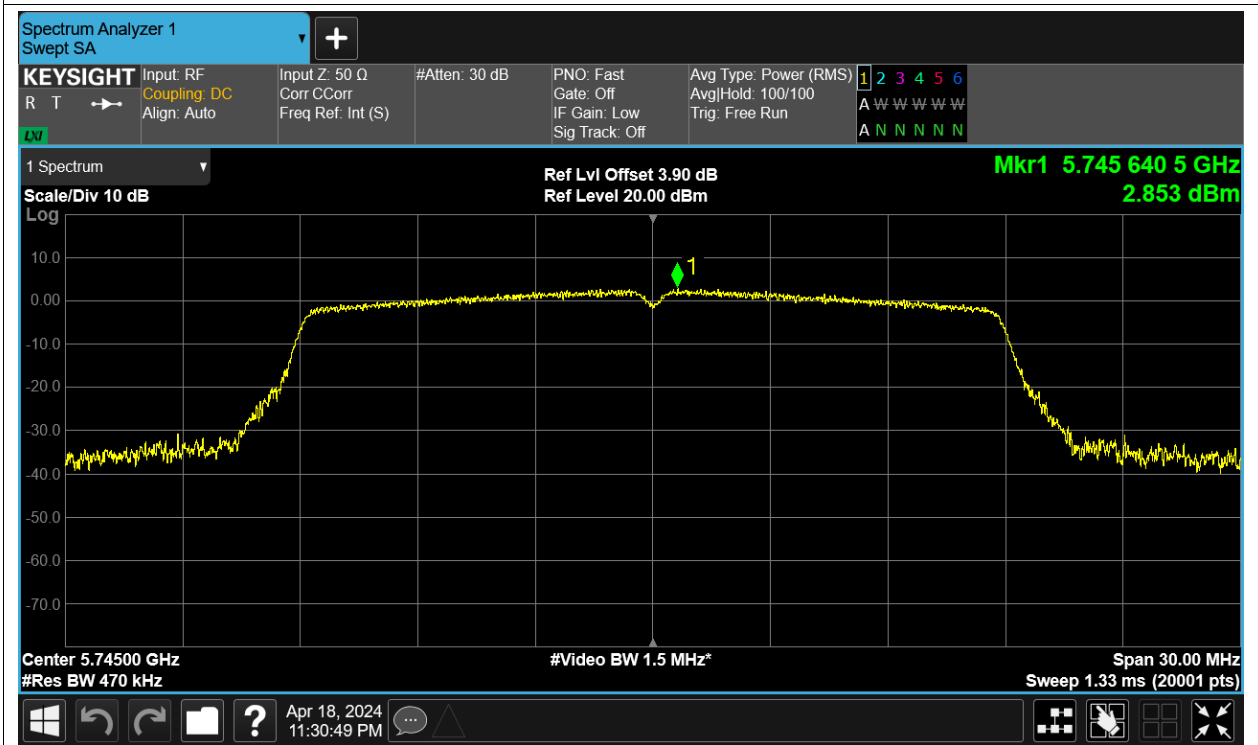 Spectrum Analyzer 1
Swept SA
KEYSIGHT
R T
LXI
Input: RF
Coupling: DC
Align: Auto
Input Z: 50 Ω
Corr CCorr
Freq Ref: Int (S)
#Atten: 30 dB
PNO: Fast
Gate: Off
IF Gain: Low
Sig Track: Off
Avg Type: Power (RMS)
Avg|Hold: 100/100
Trig: Free Run
1 2 3 4 5 6
A W W W W W
A N N N N N
1 Spectrum
Scale/Div 10 dB
Log
Ref Lvl Offset 3.90 dB
Ref Level 20.00 dBm
Mkr1 5.745 640 5 GHz
2.853 dBm
1
10.0
0.00
-10.0
-20.0
-30.0
-40.0
-50.0
-60.0
-70.0
Center 5.74500 GHz
#Video BW 1.5 MHz*
Span 30.00 MHz
#Res BW 470 kHz
Sweep 1.33 ms (20001 pts)
?
Apr 18, 2024
11:30:49 PM